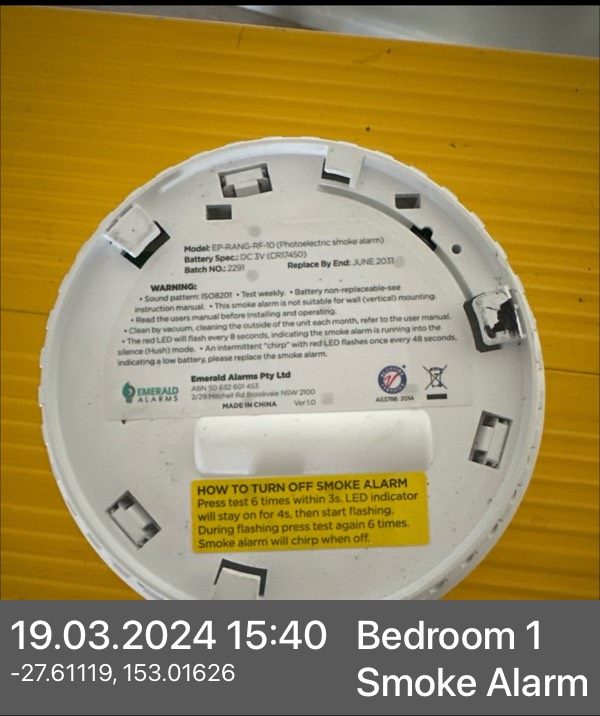 Model: EP-RANG-RF-10 (Photoelectric smoke alarm)
Battery Spec.: DC 3V (CR17450)
Batch NO.: 2291 Replace By End: JUNE 2031
WARNING:
• Sound pattern: ISO8201 • Test weekly. • Battery non-replaceable-see
instruction manual. • This smoke alarm is not suitable for wall (vertical) mounting.
• Read the users manual before installing and operating.
• Clean by vacuum, cleaning the outside of the unit each month, refer to the user manual.
• The red LED will flash every 8 seconds, indicating the smoke alarm is running into the
silence (Hush) mode. • An intermittent "chirp" with red LED flashes once every 48 seconds,
indicating a low battery, please replace the smoke alarm.
EMERALD
ALARMS
Emerald Alarms Pty Ltd
ABN 50 632 601 453
2/29 Mitchell Rd Brookvale NSW 2100
MADE IN CHINA Ver1.0
AS3786: 2014
HOW TO TURN OFF SMOKE ALARM
Press test 6 times within 3s. LED indicator
will stay on for 4s, then start flashing.
During flashing press test again 6 times.
Smoke alarm will chirp when off.
19.03.2024 15:40
-27.61119, 153.01626
Bedroom 1
Smoke Alarm